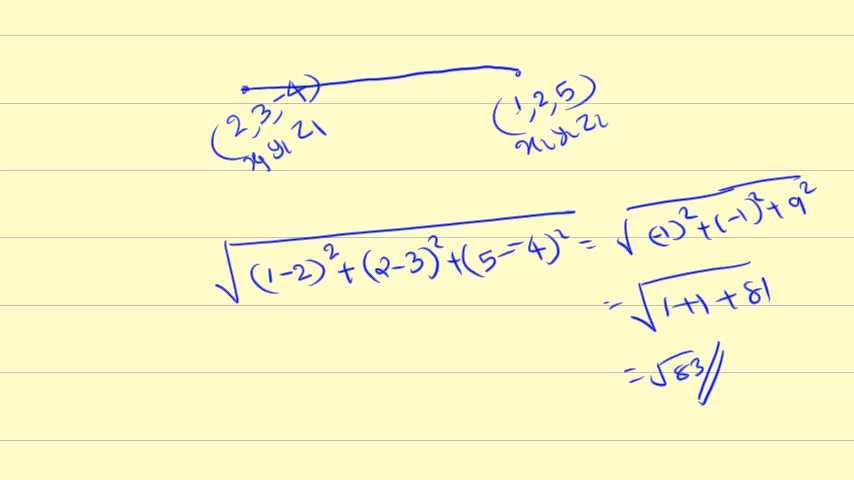 (2,3,-4) (1,2,5)
x₁ y₁ z₁ x₂ y₂ z₂
√((1-2)²+(2-3)²+(5--4)²) = √((-1)²+(-1)²+9²)
= √(1+1+81)
= √83//